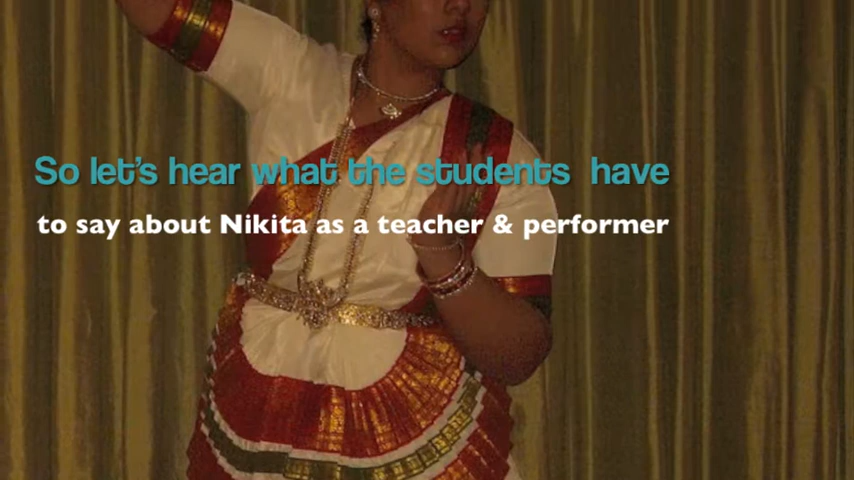 So let's hear what the students have
to say about Nikita as a teacher & performer